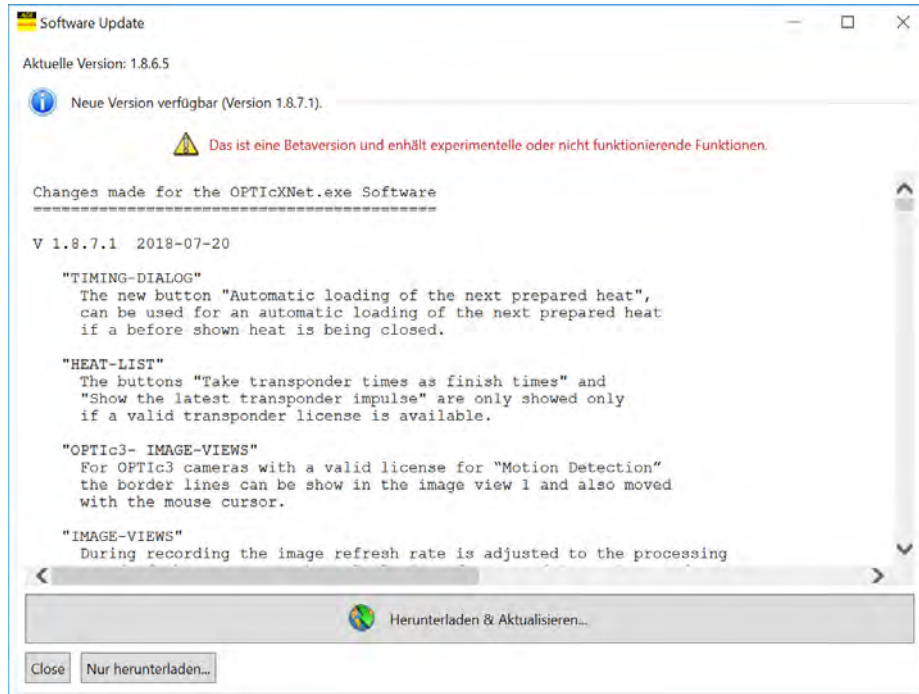 Software Update
Aktuelle Version: 1.8.6.5
Neue Version verfügbar (Version 1.8.7.1).
Das ist eine Betaversion und enhält experimentelle oder nicht funktionierende Funktionen.
Changes made for the OPTIcXNet.exe Software
===========================================
V 1.8.7.1  2018-07-20
"TIMING-DIALOG"
The new button "Automatic loading of the next prepared heat",
can be used for an automatic loading of the next prepared heat
if a before shown heat is being closed.
"HEAT-LIST"
The buttons "Take transponder times as finish times" and
"Show the latest transponder impulse" are only showed only
if a valid transponder license is available.
"OPTIc3- IMAGE-VIEWS"
For OPTIc3 cameras with a valid license for “Motion Detection”
the border lines can be show in the image view 1 and also moved
with the mouse cursor.
"IMAGE-VIEWS"
During recording the image refresh rate is adjusted to the processing
Herunterladen & Aktualisieren...
Close
Nur herunterladen...